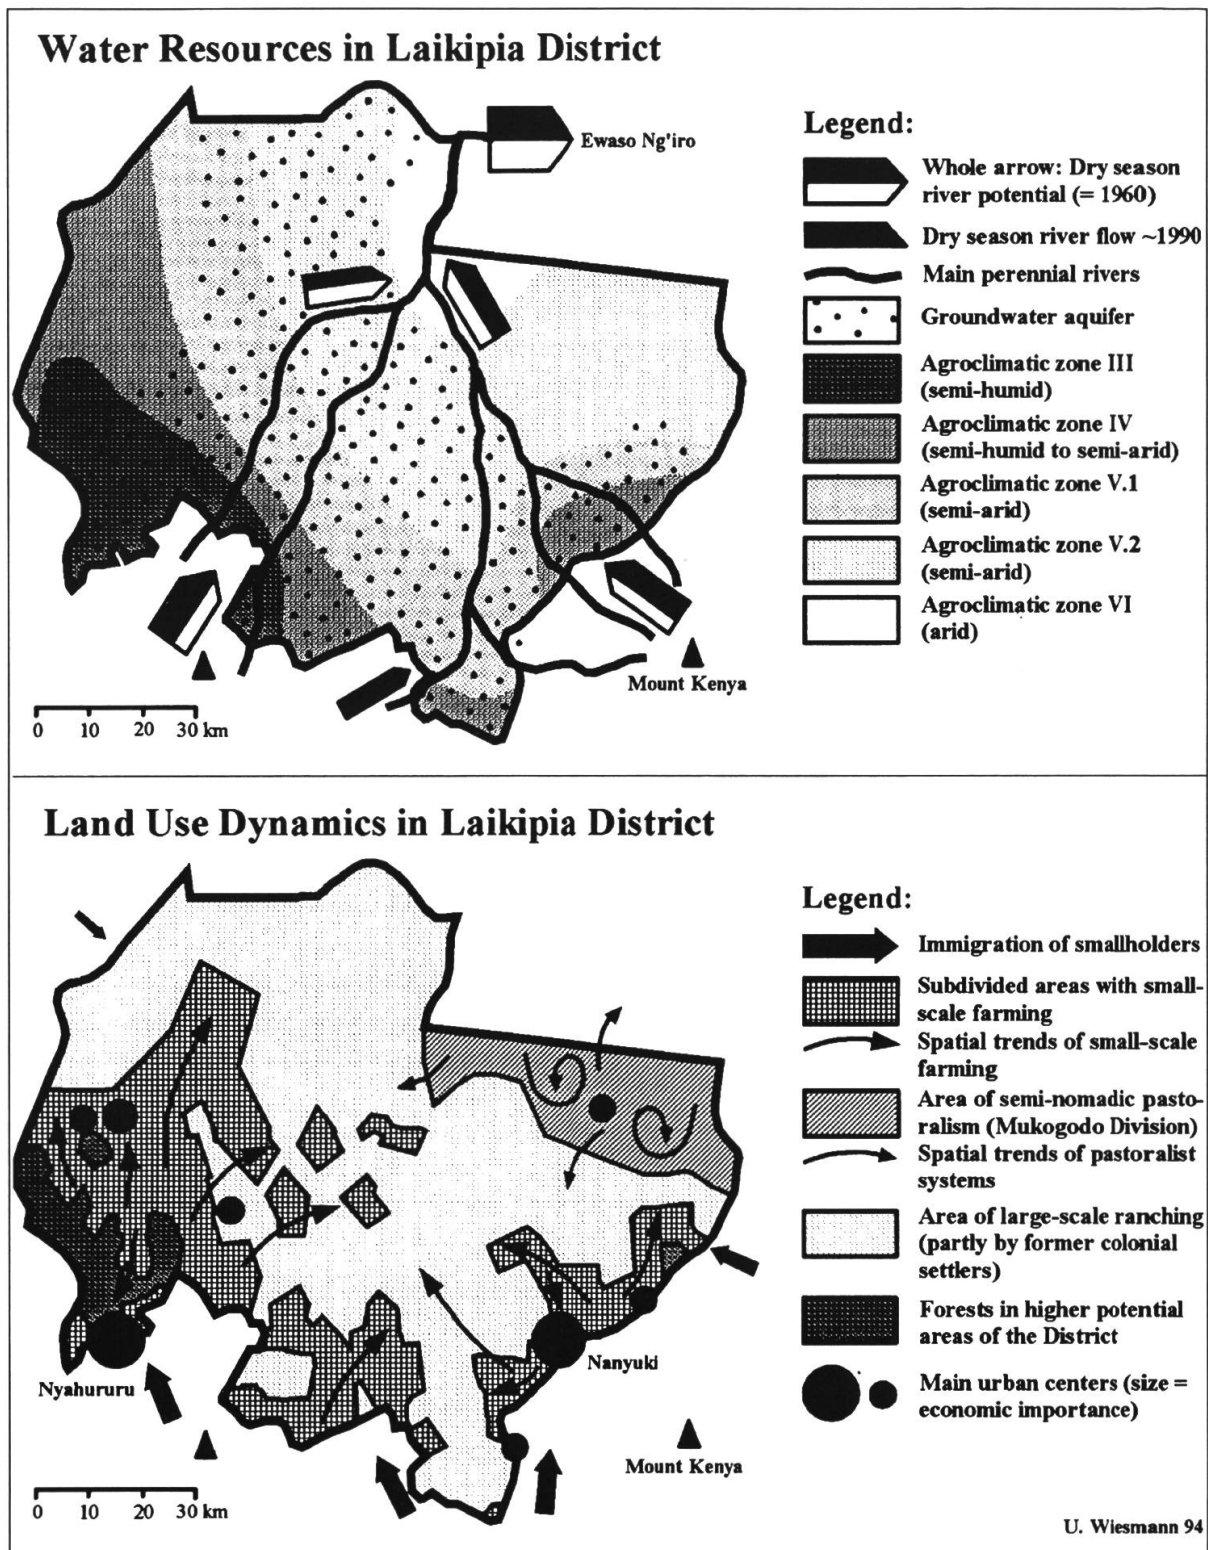 Water Resources in Laikipia District
Ewaso Ng'iro
Mount Kenya
0 10 20 30 km
Legend:
Whole arrow: Dry season
river potential (= 1960)
Dry season river flow ~1990
Main perennial rivers
Groundwater aquifer
Agroclimatic zone III
(semi-humid)
Agroclimatic zone IV
(semi-humid to semi-arid)
Agroclimatic zone V.1
(semi-arid)
Agroclimatic zone V.2
(semi-arid)
Agroclimatic zone VI
(arid)
Land Use Dynamics in Laikipia District
Nyahururu
Nanyuki
Mount Kenya
0 10 20 30 km
Legend:
Immigration of smallholders
Subdivided areas with small-
scale farming
Spatial trends of small-scale
farming
Area of semi-nomadic pasto-
ralism (Mukogodo Division)
Spatial trends of pastoralist
systems
Area of large-scale ranching
(partly by former colonial
settlers)
Forests in higher potential
areas of the District
Main urban centers (size =
economic importance)
U. Wiesmann 94